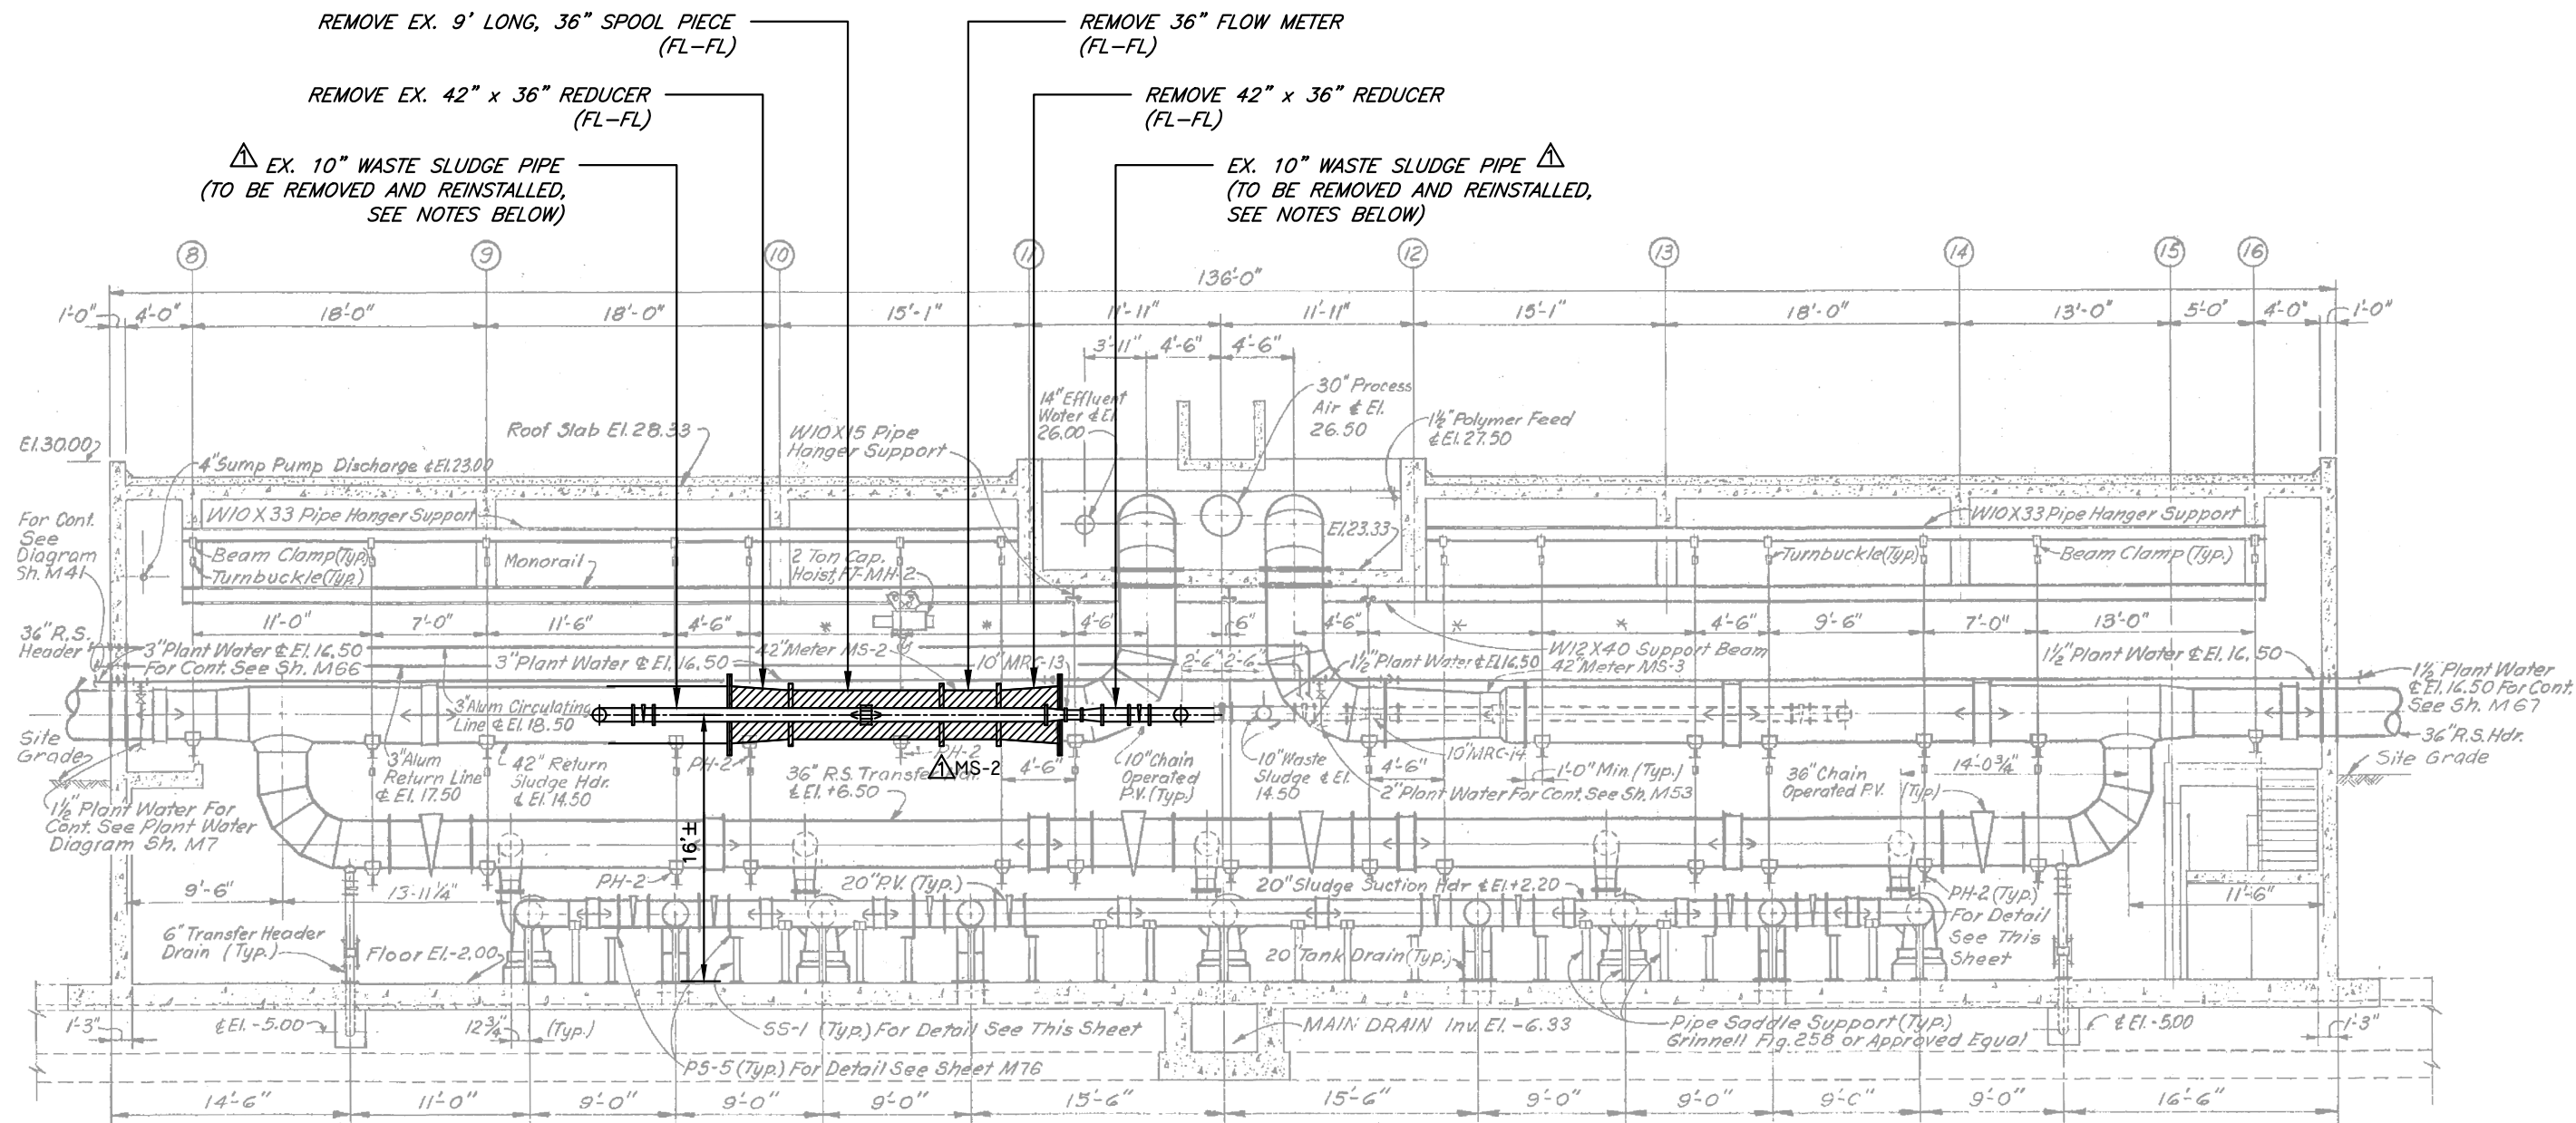 REMOVE EX. 9' LONG, 36" SPOOL PIECE
(FL-FL)
REMOVE 36" FLOW METER
(FL-FL)
REMOVE EX. 42" x 36" REDUCER
(FL-FL)
REMOVE 42" x 36" REDUCER
(FL-FL)
1 EX. 10" WASTE SLUDGE PIPE
(TO BE REMOVED AND REINSTALLED,
SEE NOTES BELOW)
EX. 10" WASTE SLUDGE PIPE 1
(TO BE REMOVED AND REINSTALLED,
SEE NOTES BELOW)
8 9 10 11 12 13 14 15 16
136'-0"
1'-0" 4'-0" 18'-0" 18'-0" 15'-1" 11'-11" 11'-11" 15'-1" 18'-0" 13'-0" 5'-0" 4'-0" 1'-0"
3'-11" 4'-6" 4'-6"
14" Effluent
Water ℄ El.
26.00
30" Process
Air ℄ El.
26.50
1½" Polymer Feed
℄ El. 27.50
El. 30.00
Roof Slab El. 28.33
W10X15 Pipe
Hanger Support
4" Sump Pump Discharge ℄ El. 23.00
For Cont.
See
Diagram
Sh. M41
W10 X 33 Pipe Hanger Support
W10X33 Pipe Hanger Support
El. 23.33
Beam Clamp (Typ.)
Turnbuckle (Typ.)
Monorail
2 Ton Cap.
Hoist, FT-MH-2
Turnbuckle (Typ.)
Beam Clamp (Typ.)
11'-0" 7'-0" 11'-6" 4'-6" * * 4'-6" 6" 4'-6" * * 4'-6" 9'-6" 7'-0" 13'-0"
36" R.S.
Header
3" Plant Water ℄ El. 16.50
For Cont. See Sh. M66
3" Plant Water ℄ El. 16.50
42" Meter MS-2
10" MRC-13
2'-6" 2'-6"
1½" Plant Water ℄ El. 16.50
W12 X 40 Support Beam
42" Meter MS-3
1½" Plant Water ℄ El. 16.50
1½" Plant Water
℄ El. 16.50 For Cont.
See Sh. M67
3" Alum Circulating
Line ℄ El. 18.50
Site
Grade
36" R.S. Hdr.
Site Grade
3" Alum
Return Line
℄ El. 17.50
42" Return
Sludge Hdr.
℄ El. 14.50
PH-2
PH-2
1 MS-2
36" R.S. Transfer
℄ El. +6.50
4'-6"
10" Chain
Operated
P.V. (Typ.)
10" Waste
Sludge ℄ El.
14.50
10" MRC-14
4'-6"
1'-0" Min. (Typ.)
2" Plant Water For Cont. See Sh. M53
36" Chain
Operated P.V. (Typ.)
14'-0¾"
1½" Plant Water For
Cont. See Plant Water
Diagram Sh. M7
16'±
9'-6" 13'-11¼"
PH-2
20" P.V. (Typ.)
20" Sludge Suction Hdr ℄ El. +2.20
PH-2 (Typ.)
For Detail
See This
Sheet
11'-6"
6" Transfer Header
Drain (Typ.)
Floor El. -2.00
20" Tank Drain (Typ.)
1'-3"
℄ El. -5.00
12¾" (Typ.)
SS-1 (Typ.) For Detail See This Sheet
MAIN DRAIN Inv. El. -6.33
Pipe Saddle Support (Typ.)
Grinnell Fig. 258 or Approved Equal
℄ El. -5.00
1'-3"
PS-5 (Typ.) For Detail See Sheet M76
14'-6" 11'-0" 9'-0" 9'-0" 9'-0" 15'-6" 15'-6" 9'-0" 9'-0" 9'-0" 9'-0" 16'-6"